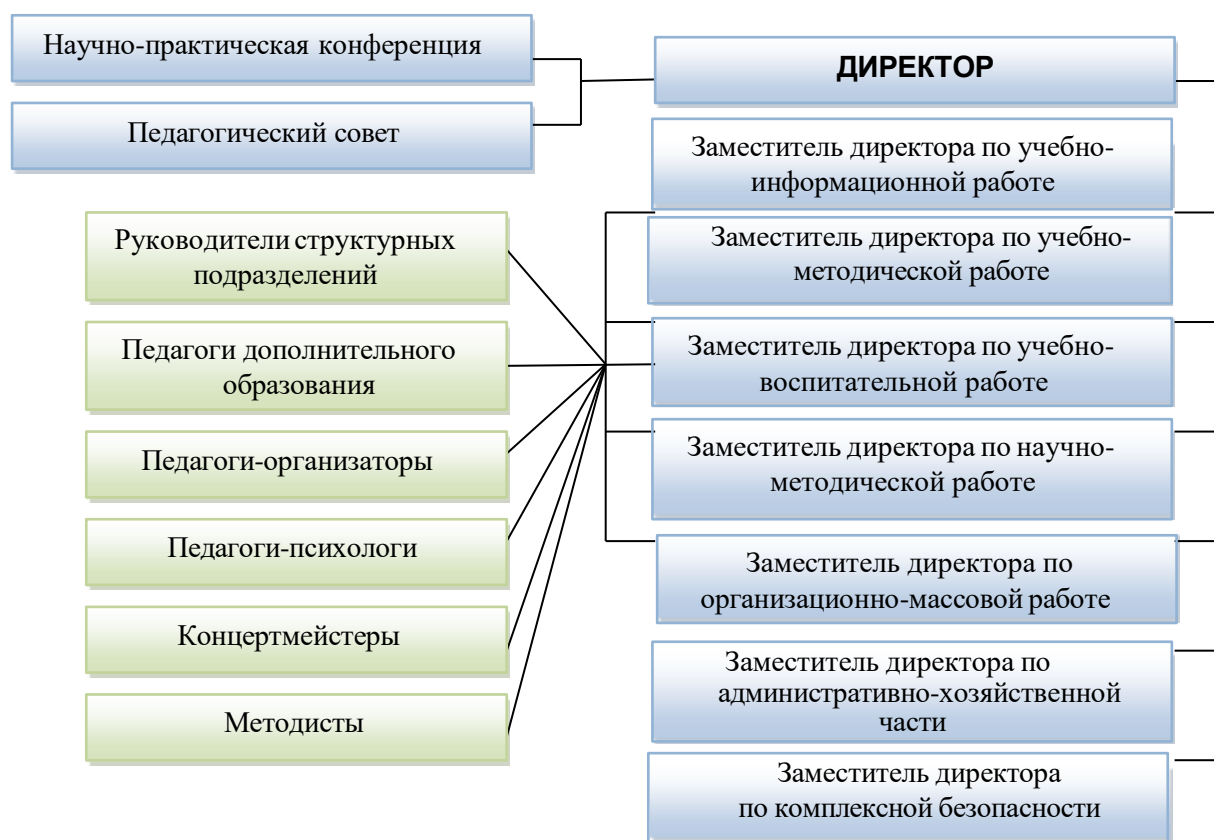 Научно-практическая конференция
Педагогический совет
ДИРЕКТОР
Заместитель директора по учебно-
информационной работе
Заместитель директора по учебно-
методической работе
Заместитель директора по учебно-
воспитательной работе
Заместитель директора по научно-
методической работе
Заместитель директора по
организационно-массовой работе
Заместитель директора по
административно-хозяйственной
части
Заместитель директора
по комплексной безопасности
Руководители структурных
подразделений
Педагоги дополнительного
образования
Педагоги-организаторы
Педагоги-психологи
Концертмейстеры
Методисты